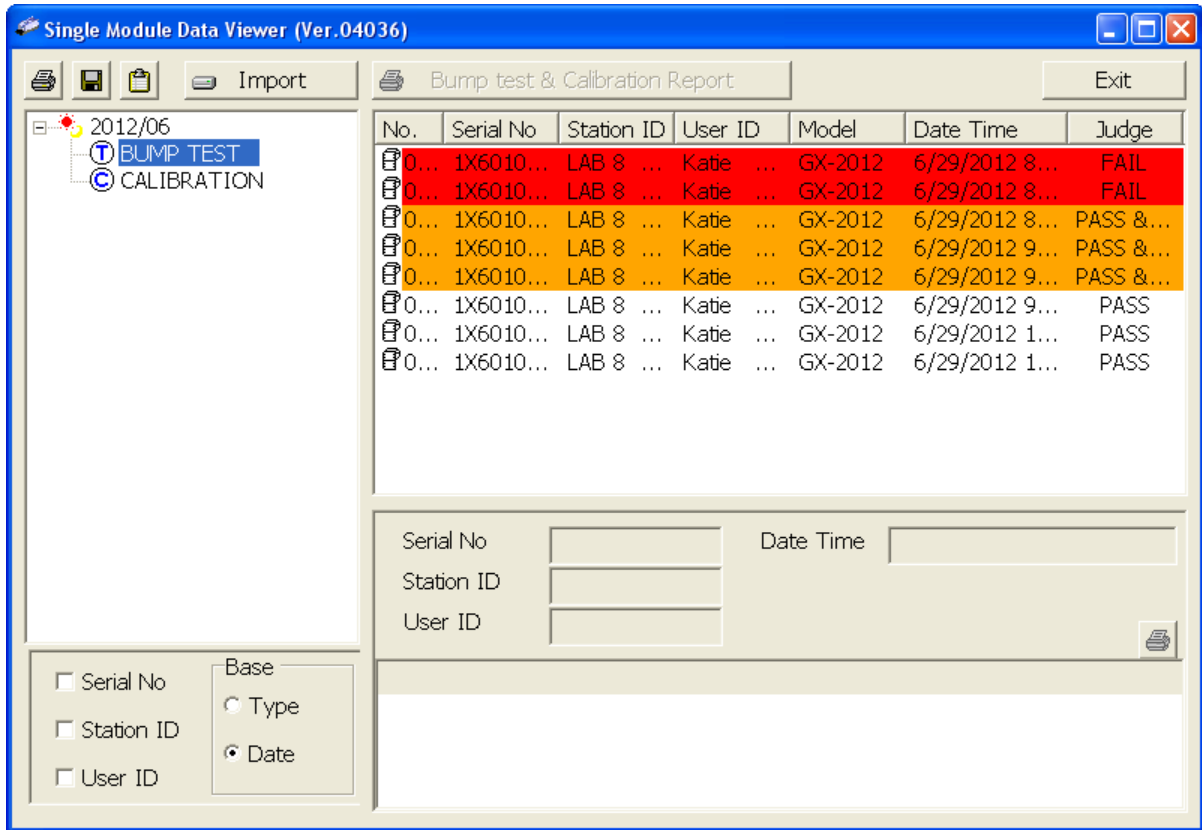 Single Module Data Viewer (Ver.04036)
Import
Bump test & Calibration Report
Exit
2012/06
T BUMP TEST
C CALIBRATION
No. Serial No Station ID User ID Model Date Time Judge
0... 1X6010... LAB 8 ... Katie ... GX-2012 6/29/2012 8... FAIL
0... 1X6010... LAB 8 ... Katie ... GX-2012 6/29/2012 8... FAIL
0... 1X6010... LAB 8 ... Katie ... GX-2012 6/29/2012 8... PASS &...
0... 1X6010... LAB 8 ... Katie ... GX-2012 6/29/2012 9... PASS &...
0... 1X6010... LAB 8 ... Katie ... GX-2012 6/29/2012 9... PASS &...
0... 1X6010... LAB 8 ... Katie ... GX-2012 6/29/2012 9... PASS
0... 1X6010... LAB 8 ... Katie ... GX-2012 6/29/2012 1... PASS
0... 1X6010... LAB 8 ... Katie ... GX-2012 6/29/2012 1... PASS
Serial No Date Time
Station ID
User ID
Serial No
Station ID
User ID
Base
Type
Date